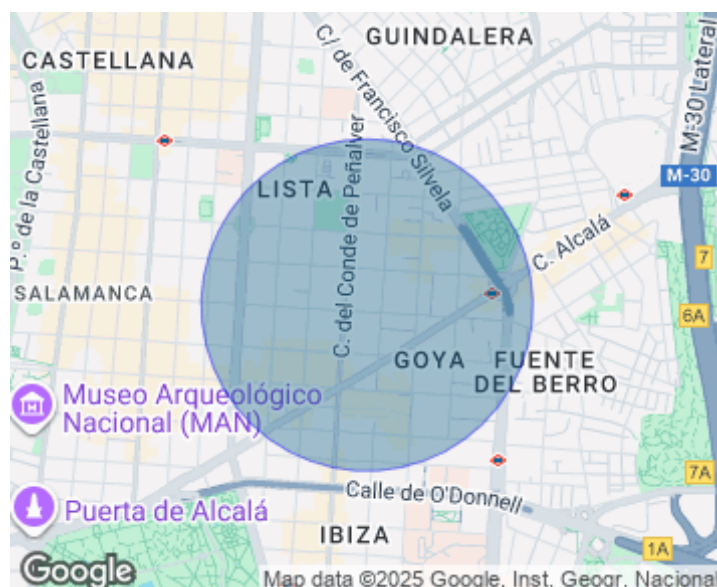 GUINDALERA
CASTELLANA
C/ de Francisco Silvela
P.º de la Castellana
C. del Conde de Peñalver
M-30 Lateral
M-30
LISTA
C. Alcalá
7
SALAMANCA
6A
GOYA
FUENTE
DEL BERRO
Museo Arqueológico
Nacional (MAN)
7A
Calle de O'Donnell
Puerta de Alcalá
IBIZA
1A
Google
Map data ©2025 Google, Inst. Geogr. Nacional